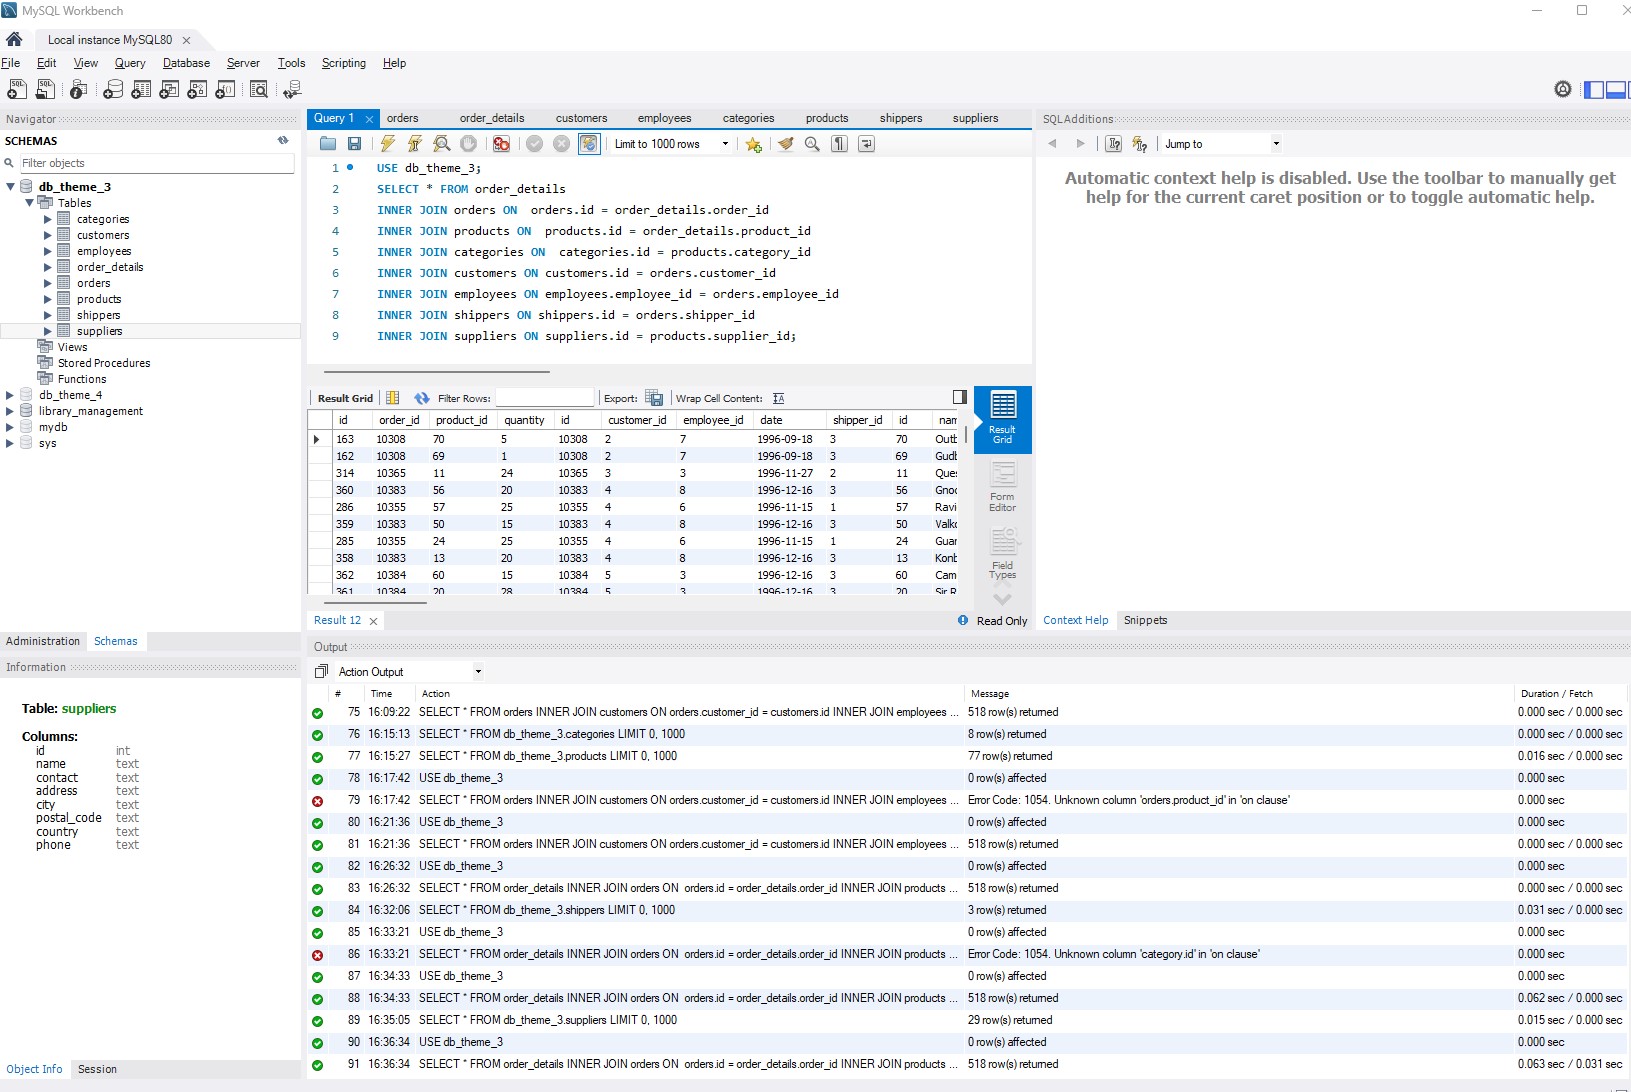 MySQL Workbench
Local instance MySQL80
File Edit View Query Database Server Tools Scripting Help
Navigator
SCHEMAS
Filter objects
db_theme_3
Tables
categories
customers
employees
order_details
orders
products
shippers
suppliers
Views
Stored Procedures
Functions
db_theme_4
library_management
mydb
sys
Administration Schemas
Information
Table: suppliers
Columns:
id int
name text
contact text
address text
city text
postal_code text
country text
phone text
Object Info Session
Query 1 orders order_details customers employees categories products shippers suppliers
Limit to 1000 rows
1 USE db_theme_3;
2 SELECT * FROM order_details
3 INNER JOIN orders ON  orders.id = order_details.order_id
4 INNER JOIN products ON  products.id = order_details.product_id
5 INNER JOIN categories ON  categories.id = products.category_id
6 INNER JOIN customers ON customers.id = orders.customer_id
7 INNER JOIN employees ON employees.employee_id = orders.employee_id
8 INNER JOIN shippers ON shippers.id = orders.shipper_id
9 INNER JOIN suppliers ON suppliers.id = products.supplier_id;
Result Grid Filter Rows: Export: Wrap Cell Content:
id order_id product_id quantity id customer_id employee_id date shipper_id id nam
163 10308 70 5 10308 2 7 1996-09-18 3 70 Outb
162 10308 69 1 10308 2 7 1996-09-18 3 69 Gudb
314 10365 11 24 10365 3 3 1996-11-27 2 11 Ques
360 10383 56 20 10383 4 8 1996-12-16 3 56 Gnoc
286 10355 57 25 10355 4 6 1996-11-15 1 57 Ravi
359 10383 50 15 10383 4 8 1996-12-16 3 50 Valko
285 10355 24 25 10355 4 6 1996-11-15 1 24 Guar
358 10383 13 20 10383 4 8 1996-12-16 3 13 Konb
362 10384 60 15 10384 5 3 1996-12-16 3 60 Cam
361 10384 20 28 10384 5 3 1996-12-16 3 20 Sir R
Result Grid
Form Editor
Field Types
Result 12
Read Only
SQLAdditions
Jump to
Automatic context help is disabled. Use the toolbar to manually get
help for the current caret position or to toggle automatic help.
Context Help Snippets
Output
Action Output
# Time Action Message Duration / Fetch
75 16:09:22 SELECT * FROM orders INNER JOIN customers ON orders.customer_id = customers.id INNER JOIN employees ... 518 row(s) returned 0.000 sec / 0.000 sec
76 16:15:13 SELECT * FROM db_theme_3.categories LIMIT 0, 1000 8 row(s) returned 0.000 sec / 0.000 sec
77 16:15:27 SELECT * FROM db_theme_3.products LIMIT 0, 1000 77 row(s) returned 0.016 sec / 0.000 sec
78 16:17:42 USE db_theme_3 0 row(s) affected 0.000 sec
79 16:17:42 SELECT * FROM orders INNER JOIN customers ON orders.customer_id = customers.id INNER JOIN employees ... Error Code: 1054. Unknown column 'orders.product_id' in 'on clause' 0.000 sec
80 16:21:36 USE db_theme_3 0 row(s) affected 0.000 sec
81 16:21:36 SELECT * FROM orders INNER JOIN customers ON orders.customer_id = customers.id INNER JOIN employees ... 518 row(s) returned 0.000 sec / 0.000 sec
82 16:26:32 USE db_theme_3 0 row(s) affected 0.000 sec
83 16:26:32 SELECT * FROM order_details INNER JOIN orders ON  orders.id = order_details.order_id INNER JOIN products ... 518 row(s) returned 0.000 sec / 0.000 sec
84 16:32:06 SELECT * FROM db_theme_3.shippers LIMIT 0, 1000 3 row(s) returned 0.031 sec / 0.000 sec
85 16:33:21 USE db_theme_3 0 row(s) affected 0.000 sec
86 16:33:21 SELECT * FROM order_details INNER JOIN orders ON  orders.id = order_details.order_id INNER JOIN products ... Error Code: 1054. Unknown column 'category.id' in 'on clause' 0.000 sec
87 16:34:33 USE db_theme_3 0 row(s) affected 0.000 sec
88 16:34:33 SELECT * FROM order_details INNER JOIN orders ON  orders.id = order_details.order_id INNER JOIN products ... 518 row(s) returned 0.062 sec / 0.000 sec
89 16:35:05 SELECT * FROM db_theme_3.suppliers LIMIT 0, 1000 29 row(s) returned 0.015 sec / 0.000 sec
90 16:36:34 USE db_theme_3 0 row(s) affected 0.000 sec
91 16:36:34 SELECT * FROM order_details INNER JOIN orders ON  orders.id = order_details.order_id INNER JOIN products ... 518 row(s) returned 0.063 sec / 0.031 sec